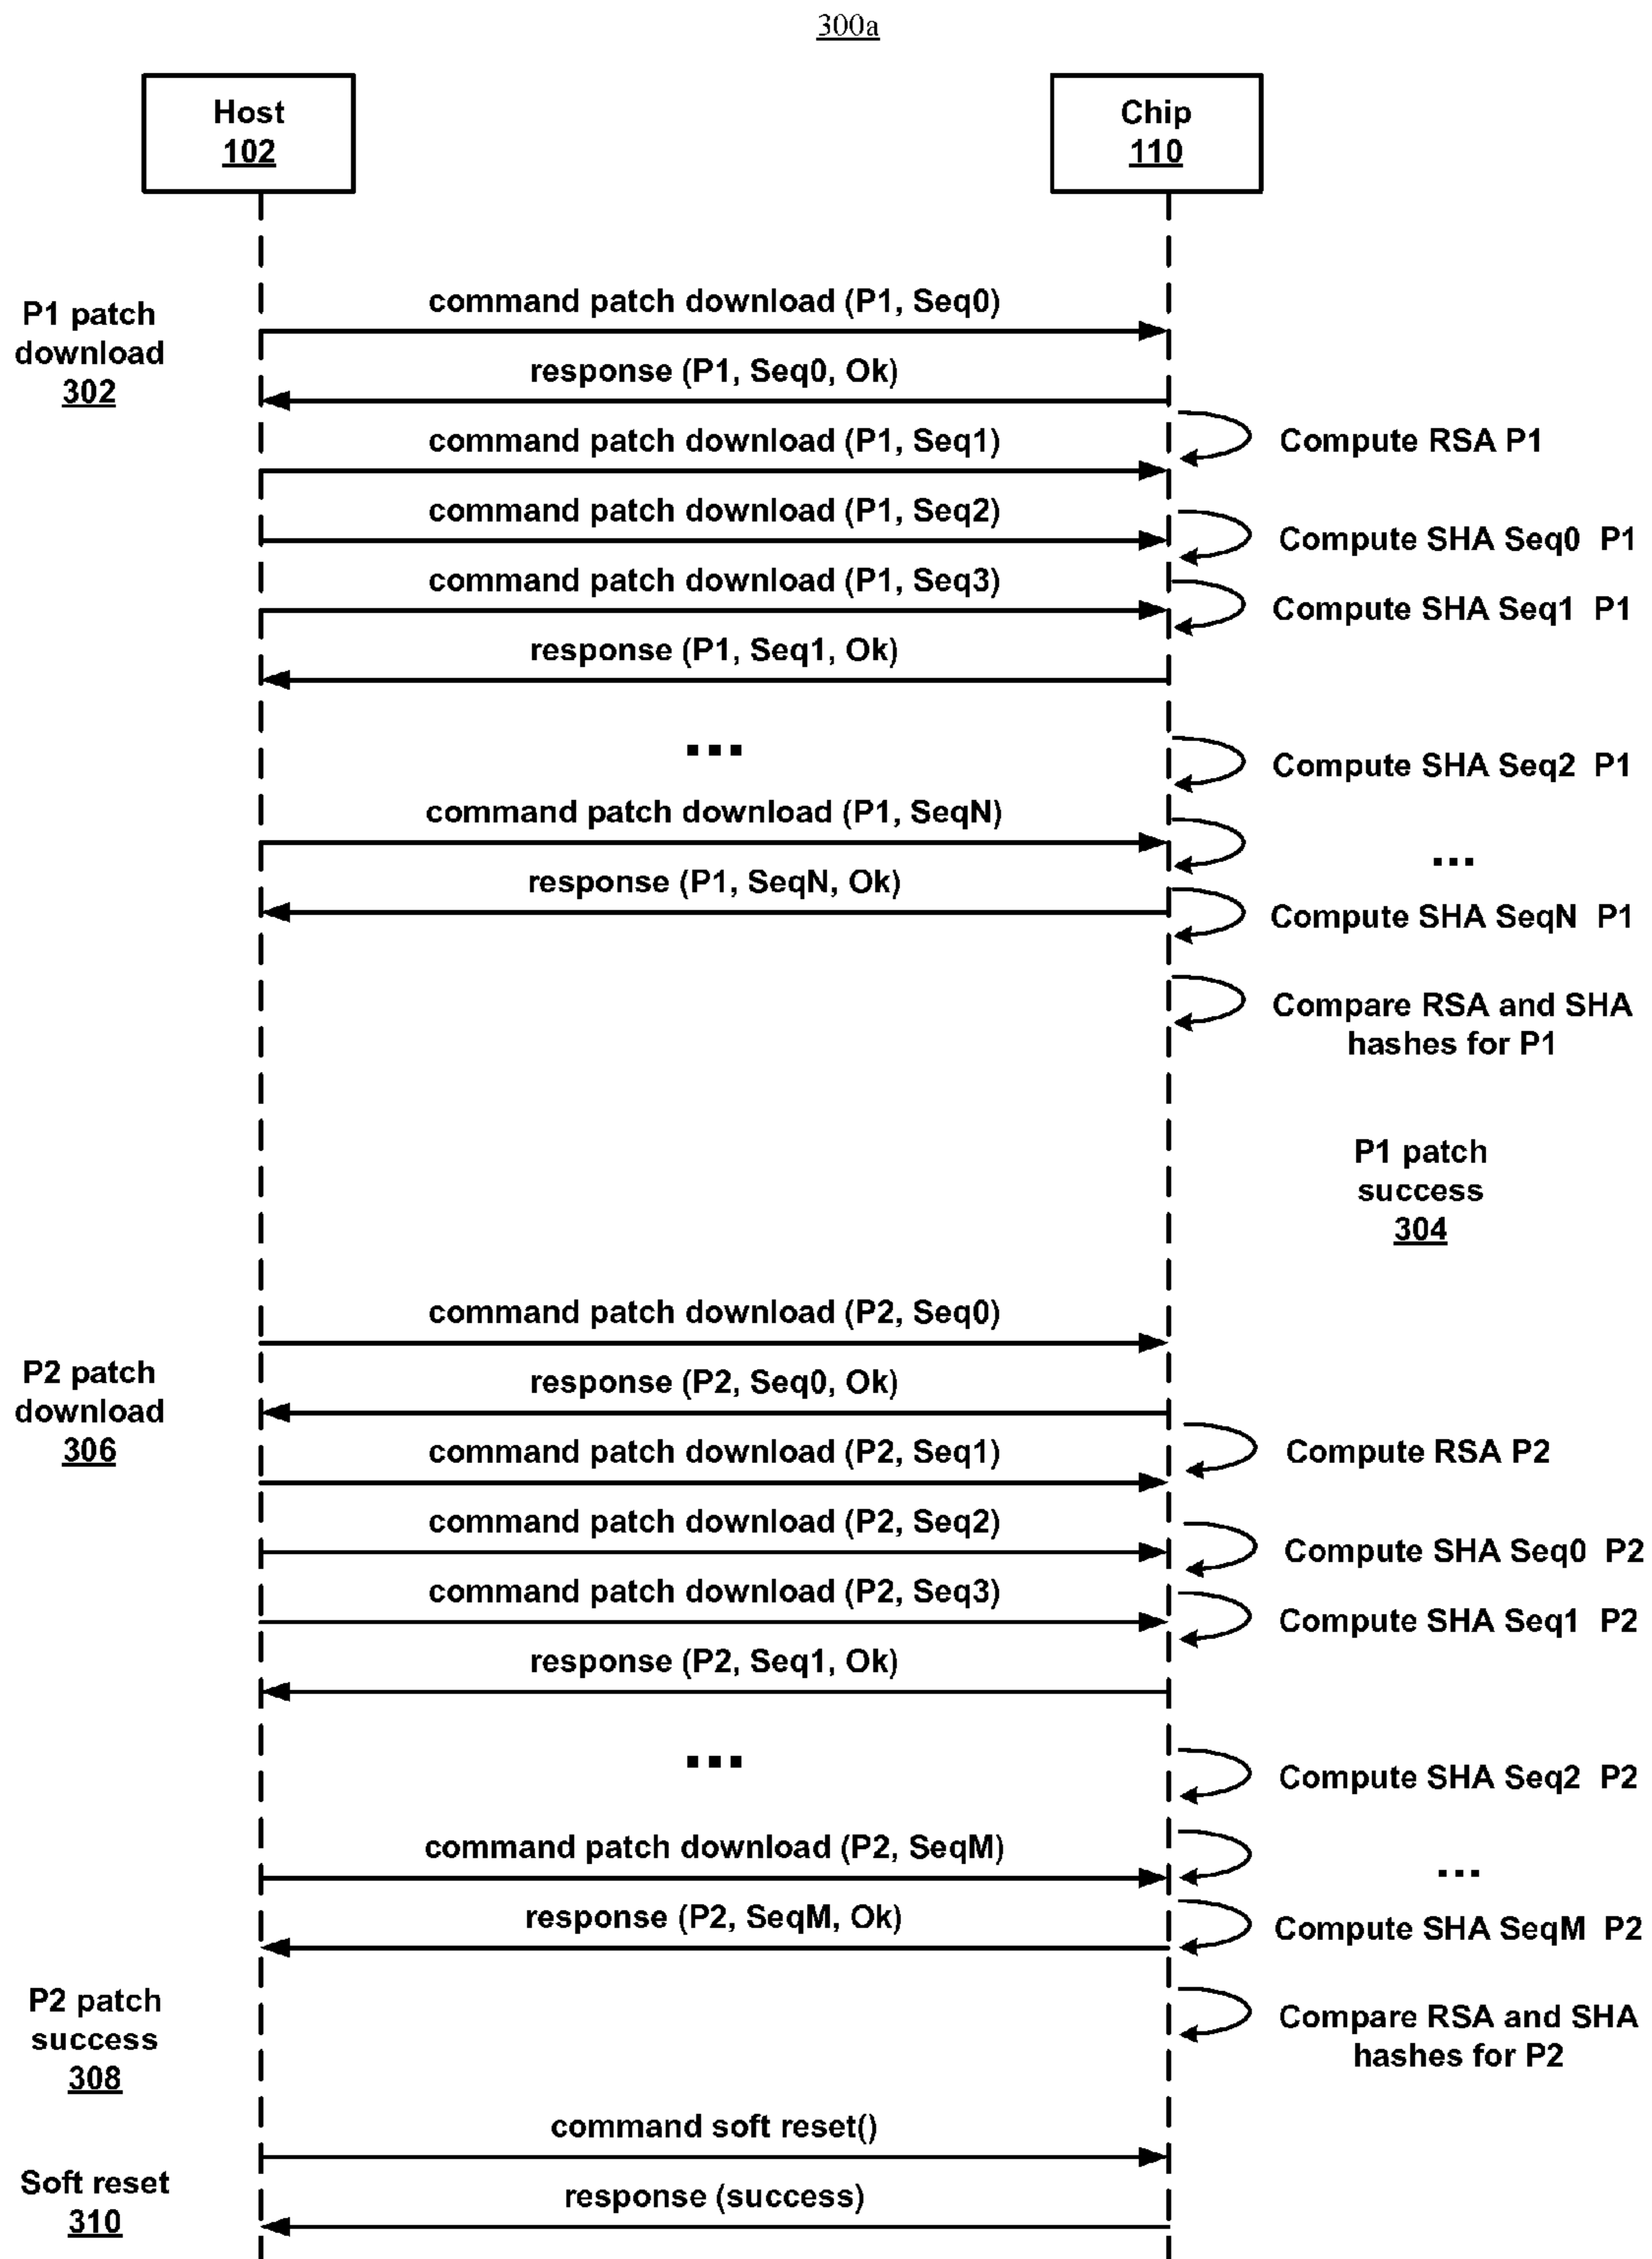 300a
Host
102
Chip
110
P1 patch
download
302
command patch download (P1, Seq0)
response (P1, Seq0, Ok)
command patch download (P1, Seq1)
Compute RSA P1
command patch download (P1, Seq2)
Compute SHA Seq0 P1
command patch download (P1, Seq3)
Compute SHA Seq1 P1
response (P1, Seq1, Ok)
...
Compute SHA Seq2 P1
command patch download (P1, SeqN)
...
response (P1, SeqN, Ok)
Compute SHA SeqN P1
Compare RSA and SHA
hashes for P1
P1 patch
success
304
command patch download (P2, Seq0)
P2 patch
download
306
response (P2, Seq0, Ok)
command patch download (P2, Seq1)
Compute RSA P2
command patch download (P2, Seq2)
Compute SHA Seq0 P2
command patch download (P2, Seq3)
Compute SHA Seq1 P2
response (P2, Seq1, Ok)
...
Compute SHA Seq2 P2
command patch download (P2, SeqM)
...
response (P2, SeqM, Ok)
Compute SHA SeqM P2
P2 patch
success
308
Compare RSA and SHA
hashes for P2
command soft reset()
Soft reset
310
response (success)